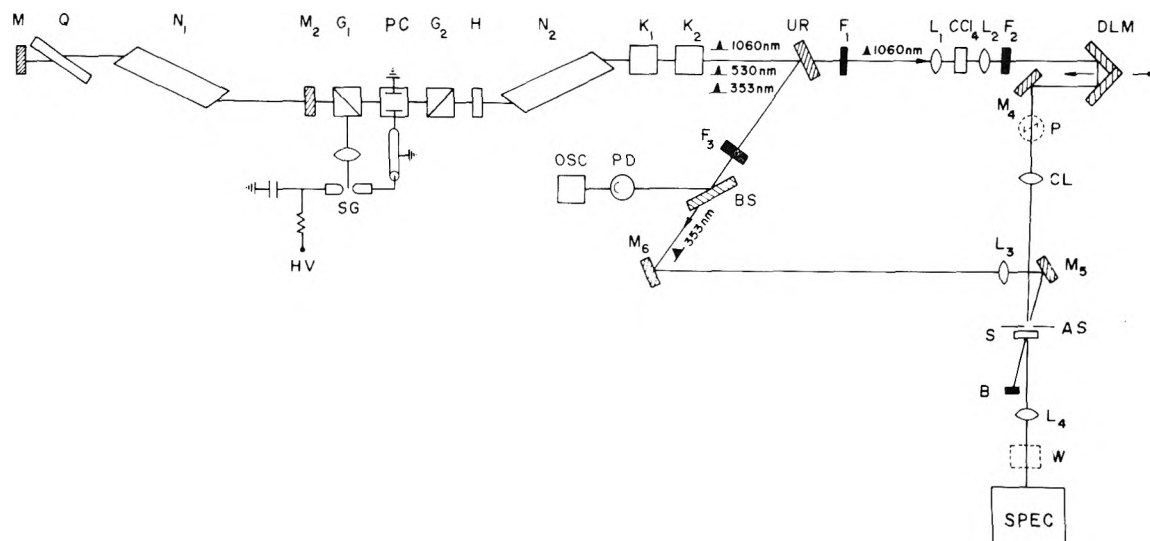 M Q N₁ M₂ G₁ PC G₂ H N₂ K₁ K₂ UR F₁ L₁ CCl₄ L₂ F₂ DLM
1060nm
530nm
353nm
1060nm
M₄
P
F₃
OSC PD
BS
CL
SG
353nm
M₆
HV
L₃
M₅
S AS
B
L₄
W
SPEC